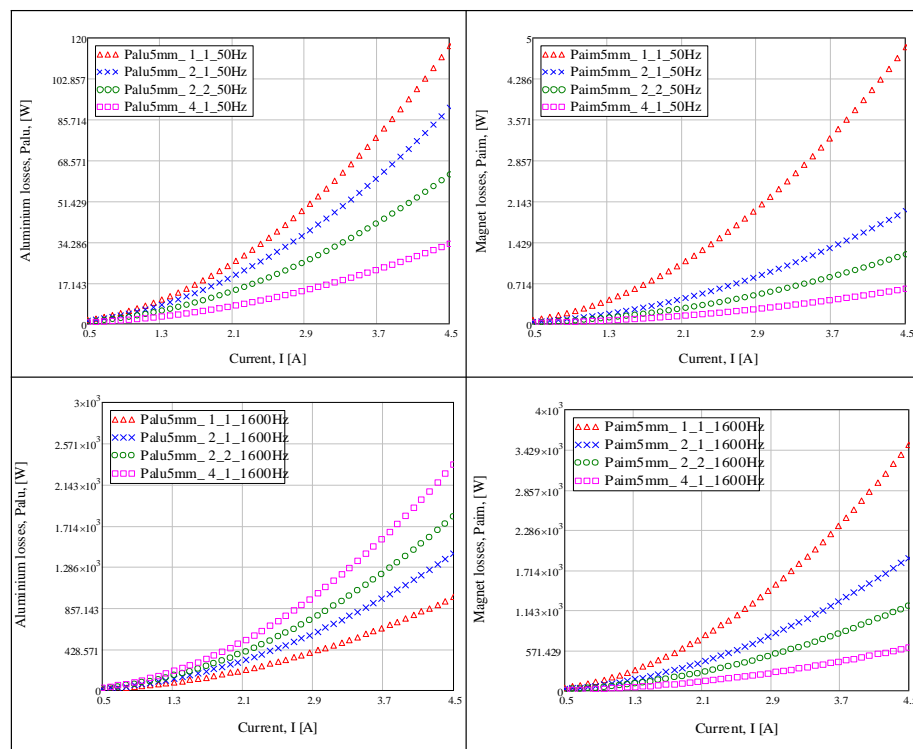 120
102.857
85.714
68.571
51.429
34.286
17.143
0
Aluminium losses, Palu, [W]
Palu5mm_ 1_1_50Hz
Palu5mm_ 2_1_50Hz
Palu5mm_ 2_2_50Hz
Palu5mm_ 4_1_50Hz
0.5 1.3 2.1 2.9 3.7 4.5
Current, I [A]
5
4.286
3.571
2.857
2.143
1.429
0.714
0
Magnet losses, Paim, [W]
Paim5mm_ 1_1_50Hz
Paim5mm_ 2_1_50Hz
Paim5mm_ 2_2_50Hz
Paim5mm_ 4_1_50Hz
0.5 1.3 2.1 2.9 3.7 4.5
Current, I [A]
3×10³
2.571×10³
2.143×10³
1.714×10³
1.286×10³
857.143
428.571
0
Aluminium losses, Palu, [W]
Palu5mm_ 1_1_1600Hz
Palu5mm_ 2_1_1600Hz
Palu5mm_ 2_2_1600Hz
Palu5mm_ 4_1_1600Hz
0.5 1.3 2.1 2.9 3.7 4.5
Current, I [A]
4×10³
3.429×10³
2.857×10³
2.286×10³
1.714×10³
1.143×10³
571.429
0
Magnet losses, Paim, [W]
Paim5mm_ 1_1_1600Hz
Paim5mm_ 2_1_1600Hz
Paim5mm_ 2_2_1600Hz
Paim5mm_ 4_1_1600Hz
0.5 1.3 2.1 2.9 3.7 4.5
Current, I [A]